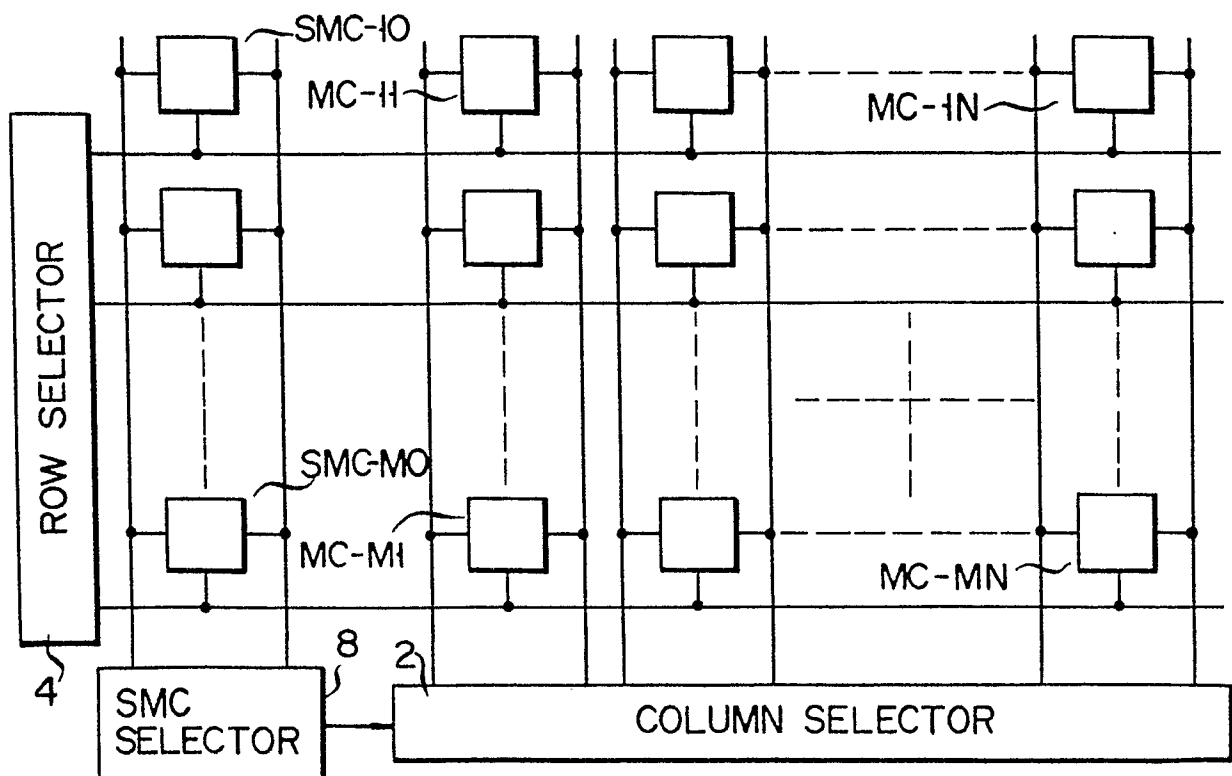 SMC-10
MC-11
MC-1N
ROW SELECTOR
SMC-M0
MC-M1
MC-MN
4
8
2
SMC
SELECTOR
COLUMN SELECTOR